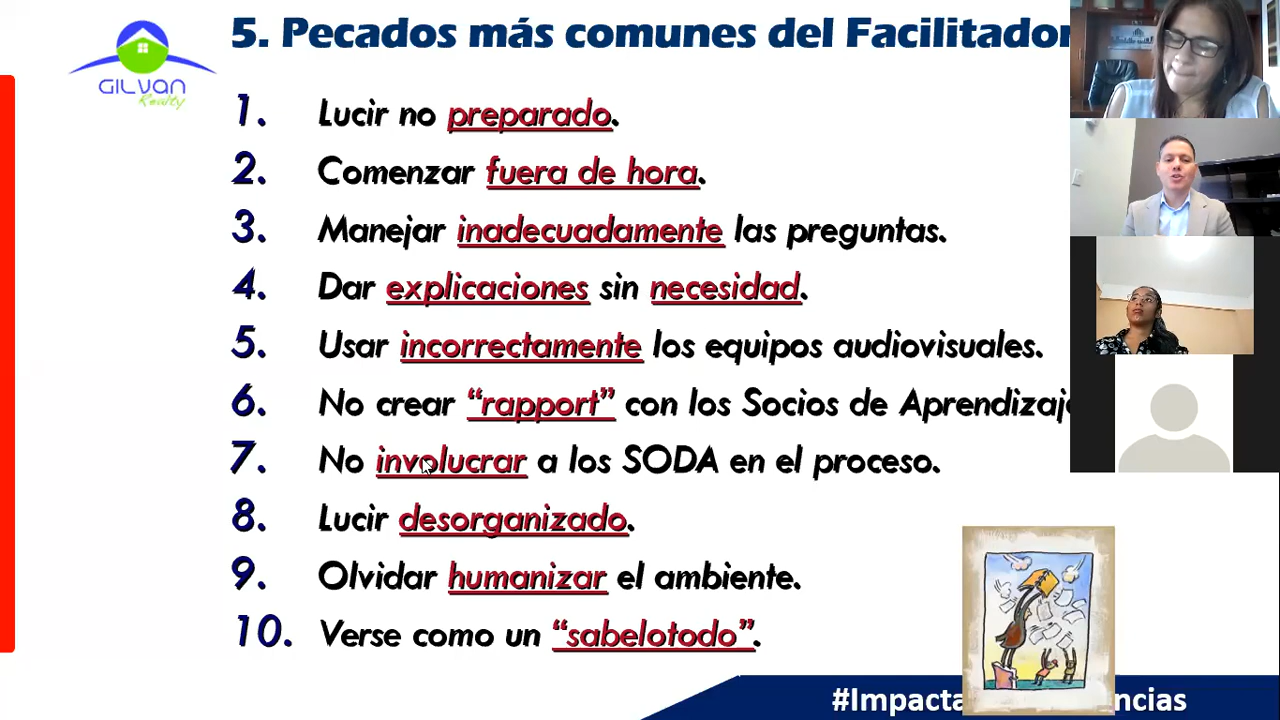 GILVAN
Realty
5. Pecados más comunes del Facilitador
1. Lucir no preparado.
2. Comenzar fuera de hora.
3. Manejar inadecuadamente las preguntas.
4. Dar explicaciones sin necesidad.
5. Usar incorrectamente los equipos audiovisuales.
6. No crear “rapport” con los Socios de Aprendizaje
7. No involucrar a los SODA en el proceso.
8. Lucir desorganizado.
9. Olvidar humanizar el ambiente.
10. Verse como un “sabelotodo”.
#Impacta ncias